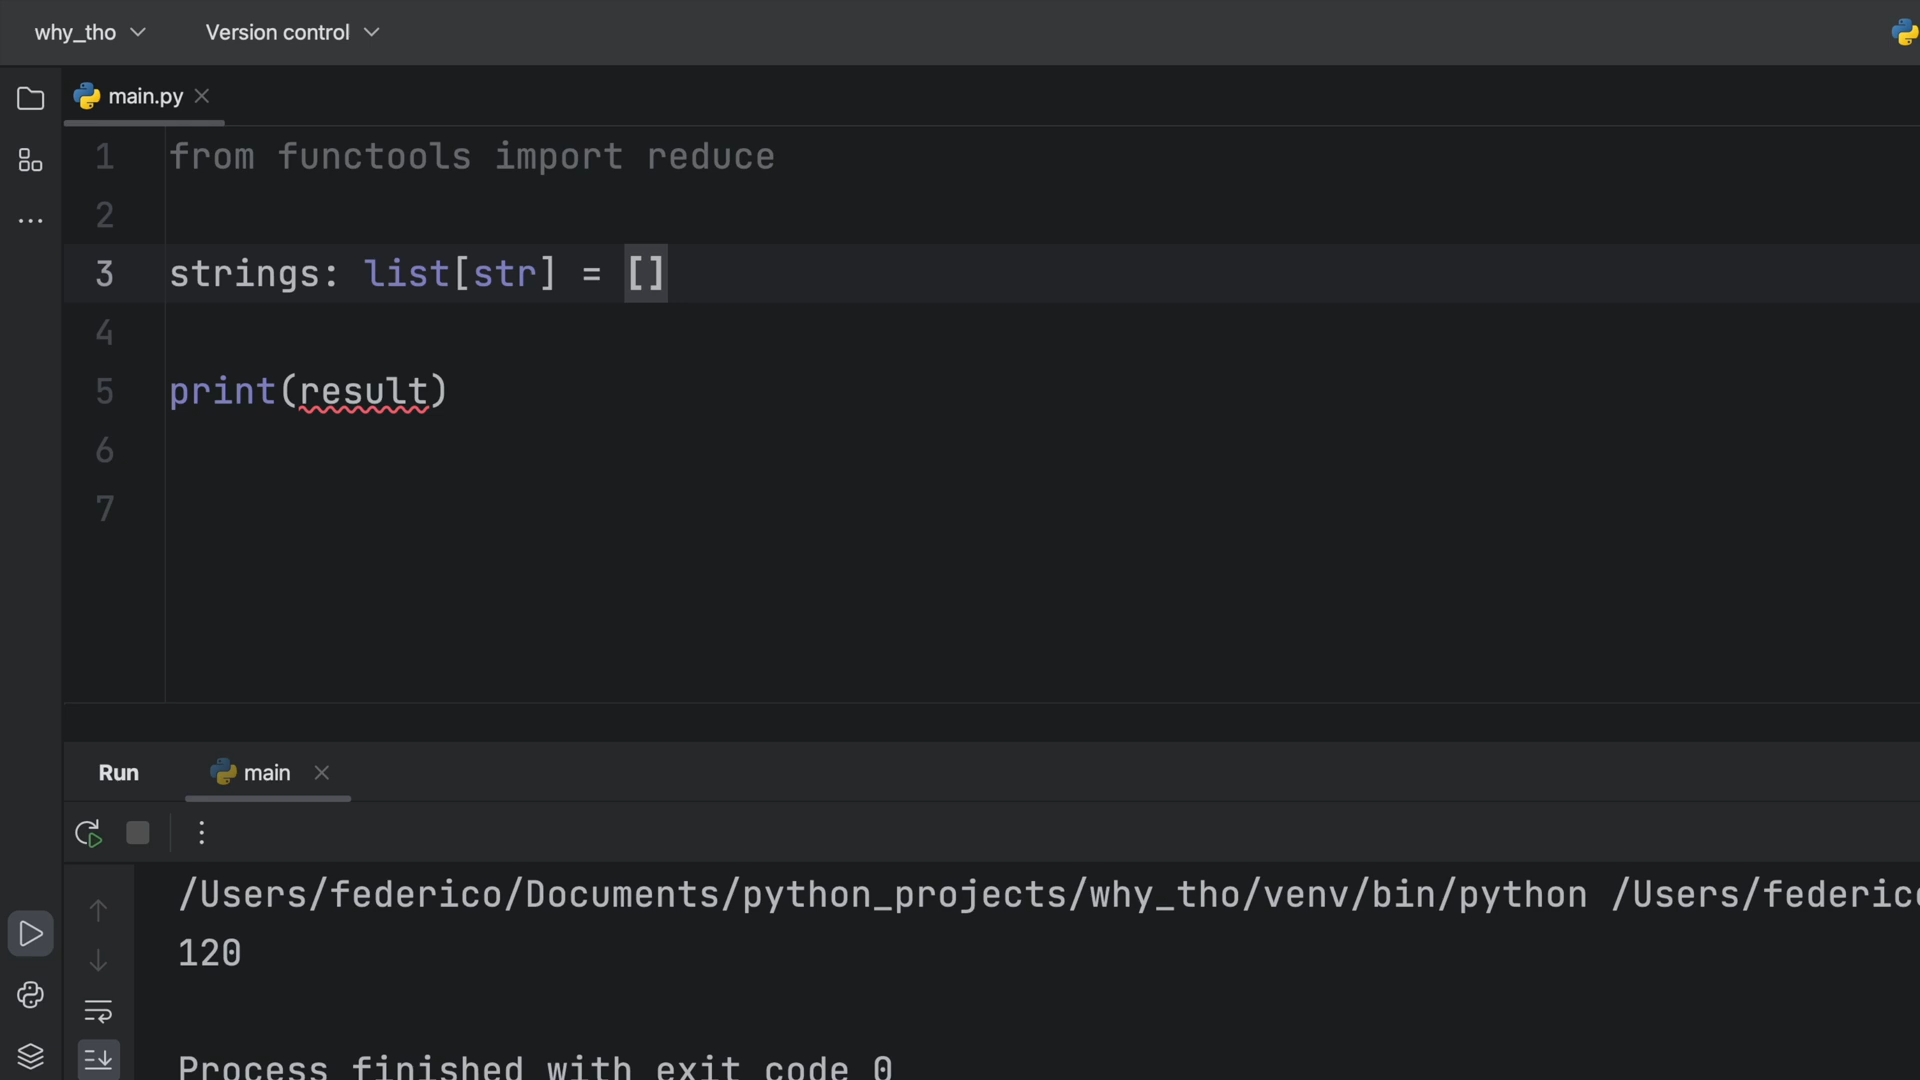 why_tho Version control
main.py
1 from functools import reduce
2
3 strings: list[str] = []
4
5 print(result)
6
7
Run main
/Users/federico/Documents/python_projects/why_tho/venv/bin/python /Users/federico
120
Process finished with exit code 0